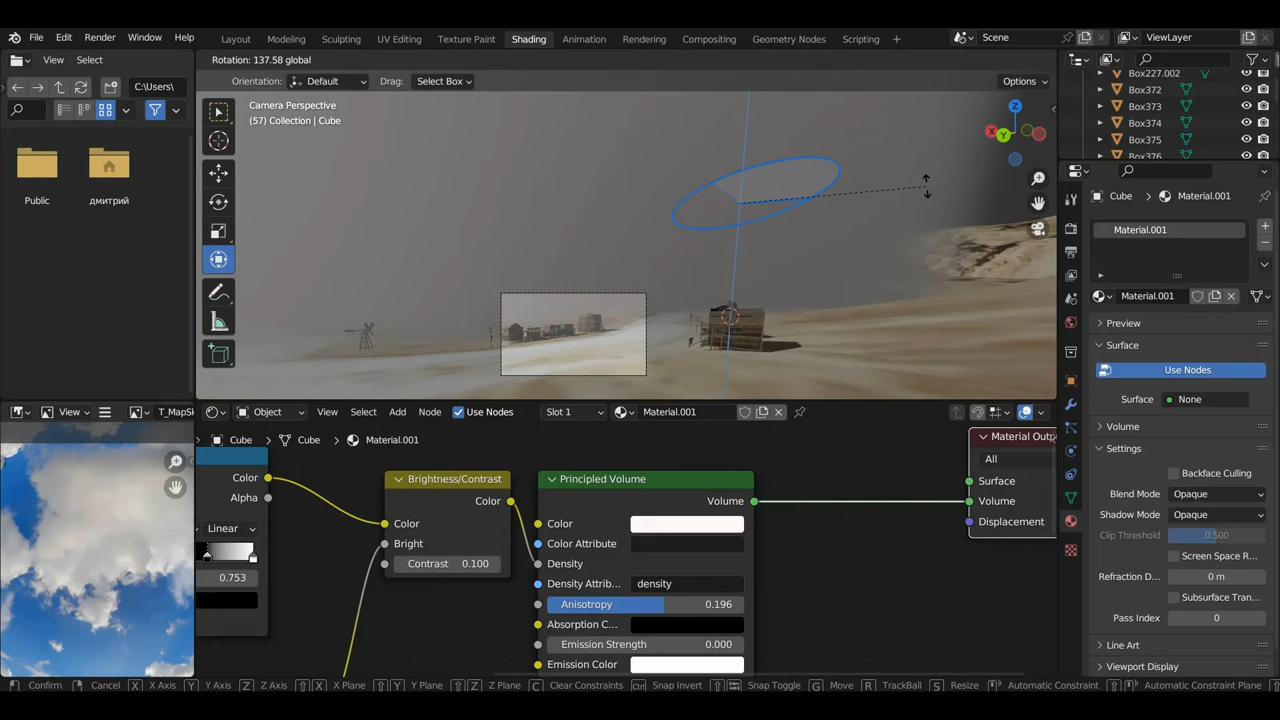 File Edit Render Window Help
Layout Modeling Sculpting UV Editing Texture Paint Shading Animation Rendering Compositing Geometry Nodes Scripting
Scene
ViewLayer
View Select
C:\Users\
Public
дмитрий
Rotation: 137.58 global
Orientation: Default Drag: Select Box
Options
Camera Perspective
(57) Collection | Cube
Z
X
Y
Box227.002
Box372
Box373
Box374
Box375
Box376
Cube Material.001
Material.001
Material.001
Preview
Surface
Use Nodes
Surface None
Volume
Settings
Backface Culling
Blend Mode Opaque
Shadow Mode Opaque
Clip Threshold 0.500
Screen Space R...
Refraction D... 0 m
Subsurface Tran...
Pass Index 0
Line Art
Viewport Display
View T_MapSk
Object View Select Add Node Use Nodes Slot 1 Material.001
Cube Cube Material.001
Color
Alpha
Linear
0.753
Brightness/Contrast
Color
Color
Bright
Contrast 0.100
Principled Volume
Volume
Color
Color Attribute
Density
Density Attrib... density
Anisotropy 0.196
Absorption C...
Emission Strength 0.000
Emission Color
Material Outp
All
Surface
Volume
Displacement
Confirm Cancel X X Axis Y Y Axis Z Z Axis X X Plane Y Y Plane Z Z Plane C Clear Constraints Ctrl Snap Invert Snap Toggle G Move R TrackBall S Resize Automatic Constraint Automatic Constraint Plane